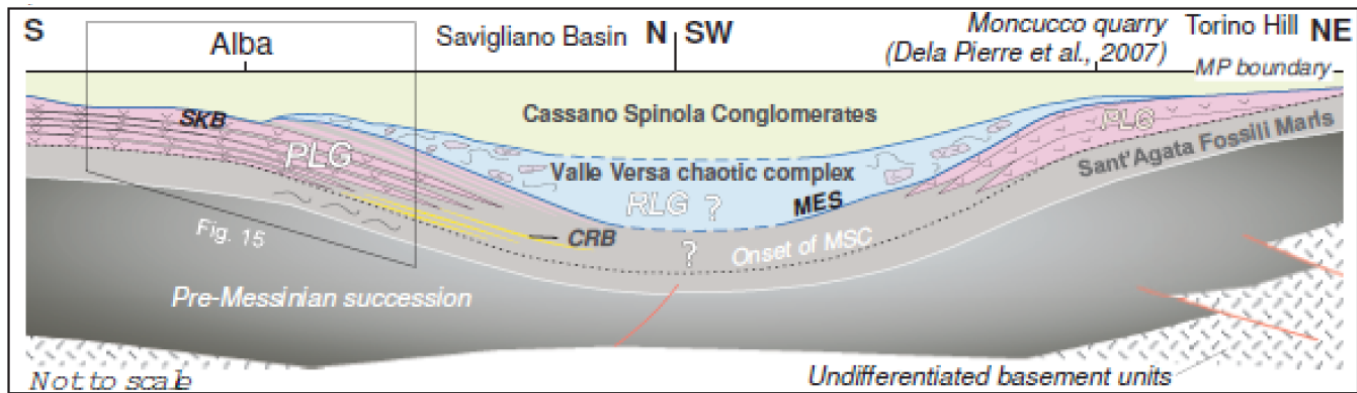 S
Alba
Savigliano Basin
N
SW
Moncucco quarry
(Dela Pierre et al., 2007)
Torino Hill
NE
MP boundary
SKB
Cassano Spinola Conglomerates
PLG
PLG
Sant'Agata Fossili Marls
Valle Versa chaotic complex
RLG ?
MES
Fig. 15
CRB
?
Onset of MSC
Pre-Messinian succession
Not to scale
Undifferentiated basement units